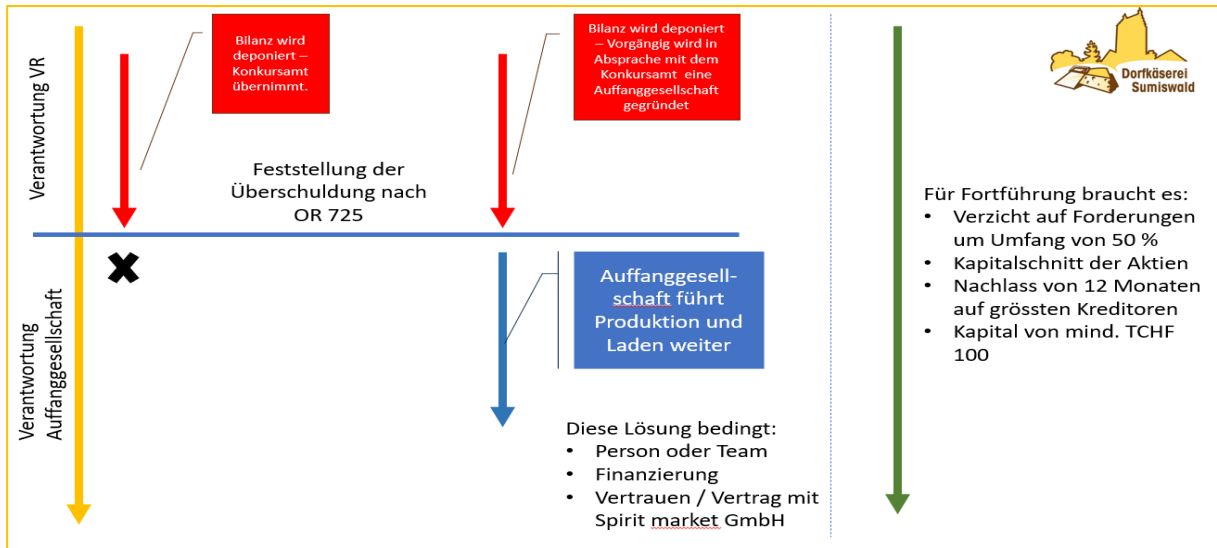 Verantwortung VR
Bilanz wird
deponiert –
Konkursamt
übernimmt.
Bilanz wird deponiert
– Vorgängig wird in
Absprache mit dem
Konkursamt eine
Auffanggesellschaft
gegründet
Dorfkäserei
Sumiswald
Feststellung der
Überschuldung nach
OR 725
Verantwortung
Auffanggesellschaft
Auffanggesell-
schaft führt
Produktion und
Laden weiter
Diese Lösung bedingt:
• Person oder Team
• Finanzierung
• Vertrauen / Vertrag mit
Spirit market GmbH
Für Fortführung braucht es:
• Verzicht auf Forderungen
um Umfang von 50 %
• Kapitalschnitt der Aktien
• Nachlass von 12 Monaten
auf grössten Kreditoren
• Kapital von mind. TCHF
100